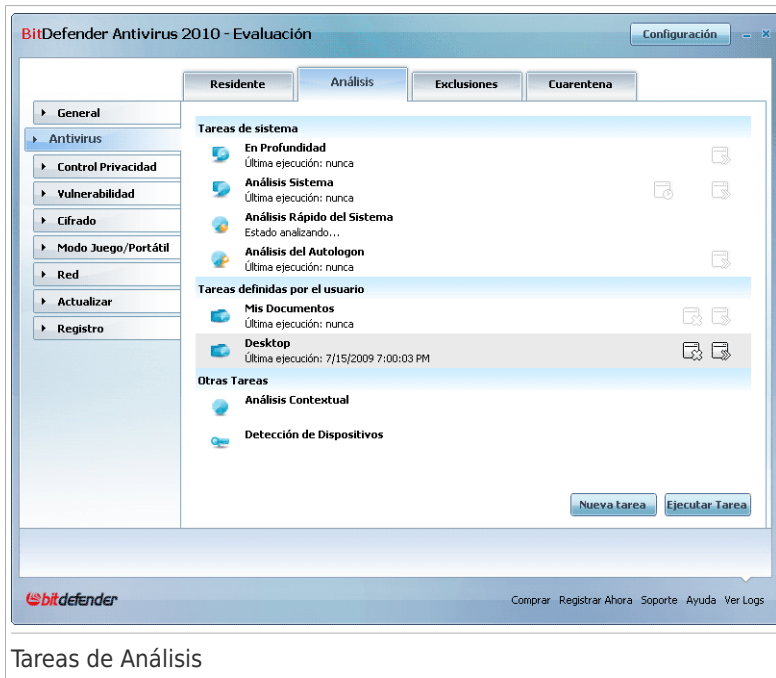 BitDefender Antivirus 2010 - Evaluación
Configuración
Residente
Análisis
Exclusiones
Cuarentena
General
Antivirus
Control Privacidad
Vulnerabilidad
Cifrado
Modo Juego/Portátil
Red
Actualizar
Registro
Tareas de sistema
En Profundidad
Última ejecución: nunca
Análisis Sistema
Última ejecución: nunca
Análisis Rápido del Sistema
Estado analizando...
Análisis del Autologon
Última ejecución: nunca
Tareas definidas por el usuario
Mis Documentos
Última ejecución: nunca
Desktop
Última ejecución: 7/15/2009 7:00:03 PM
Otras Tareas
Análisis Contextual
Detección de Dispositivos
Nueva tarea
Ejecutar Tarea
bitdefender
Comprar Registrar Ahora Soporte Ayuda Ver Logs
Tareas de Análisis